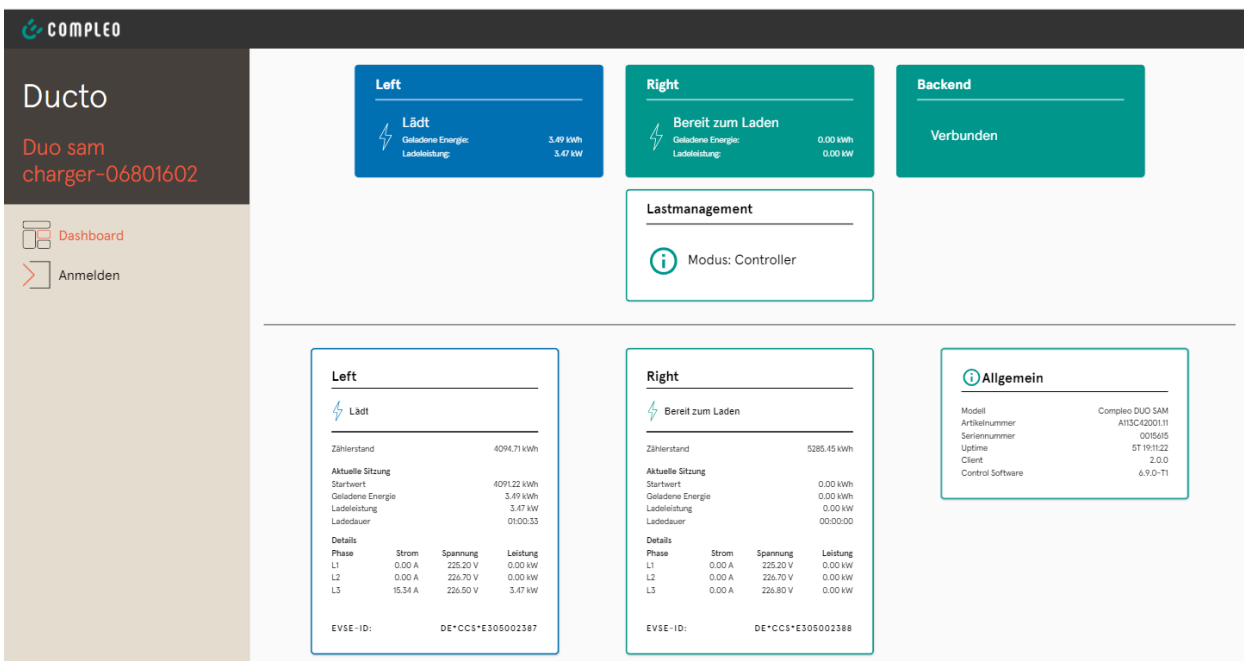 COMPLEO
Ducto
Duo sam
charger-06801602
Dashboard
Anmelden
Left
Lädt
Geladene Energie: 3.49 kWh
Ladeleistung: 3.47 kW
Right
Bereit zum Laden
Geladene Energie: 0.00 kWh
Ladeleistung: 0.00 kW
Backend
Verbunden
Lastmanagement
Modus: Controller
Left
Lädt
Zählerstand 4094.71 kWh
Aktuelle Sitzung
Startwert 4091.22 kWh
Geladene Energie 3.49 kWh
Ladeleistung 3.47 kW
Ladedauer 01:00:33
Details
Phase Strom Spannung Leistung
L1 0.00 A 225.20 V 0.00 kW
L2 0.00 A 226.70 V 0.00 kW
L3 15.34 A 226.50 V 3.47 kW
EVSE-ID: DE*CCS*E305002387
Right
Bereit zum Laden
Zählerstand 5285.45 kWh
Aktuelle Sitzung
Startwert 0.00 kWh
Geladene Energie 0.00 kWh
Ladeleistung 0.00 kW
Ladedauer 00:00:00
Details
Phase Strom Spannung Leistung
L1 0.00 A 225.20 V 0.00 kW
L2 0.00 A 226.70 V 0.00 kW
L3 0.00 A 226.80 V 0.00 kW
EVSE-ID: DE*CCS*E305002388
Allgemein
Modell Compleo DUO SAM
Artikelnummer A113C42001.11
Seriennummer 0015615
Uptime 5T 19:11:22
Client 2.0.0
Control Software 6.9.0-T1